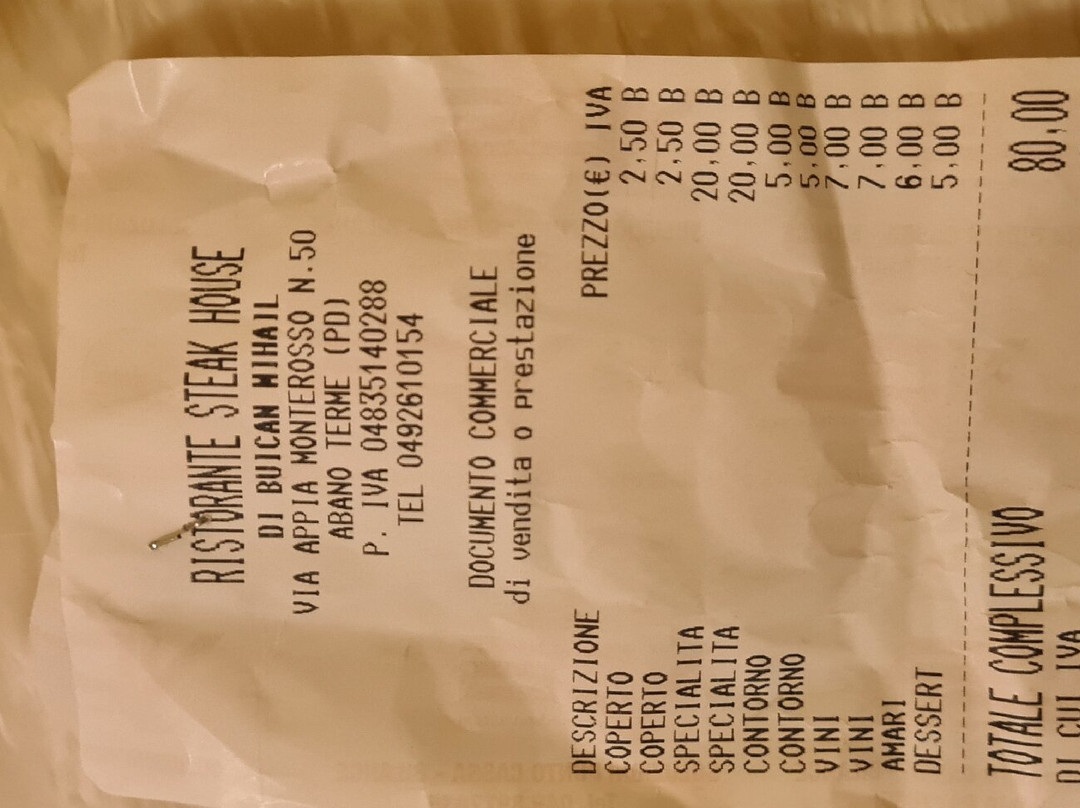 RISTORANTE STEAK HOUSE
DI BUICAN MIHAIL
VIA APPIA MONTEROSSO N.50
ABANO TERME (PD)
P. IVA 04835140288
TEL 0492610154
DOCUMENTO COMMERCIALE
di vendita o prestazione
DESCRIZIONE PREZZO(€) IVA
COPERTO 2,50 B
COPERTO 2,50 B
SPECIALITA 20,00 B
SPECIALITA 20,00 B
CONTORNO 5,00 B
CONTORNO 5,00 B
VINI 7,00 B
VINI 7,00 B
AMARI 6,00 B
DESSERT 5,00 B
TOTALE COMPLESSIVO 80,00
DI CUI IVA